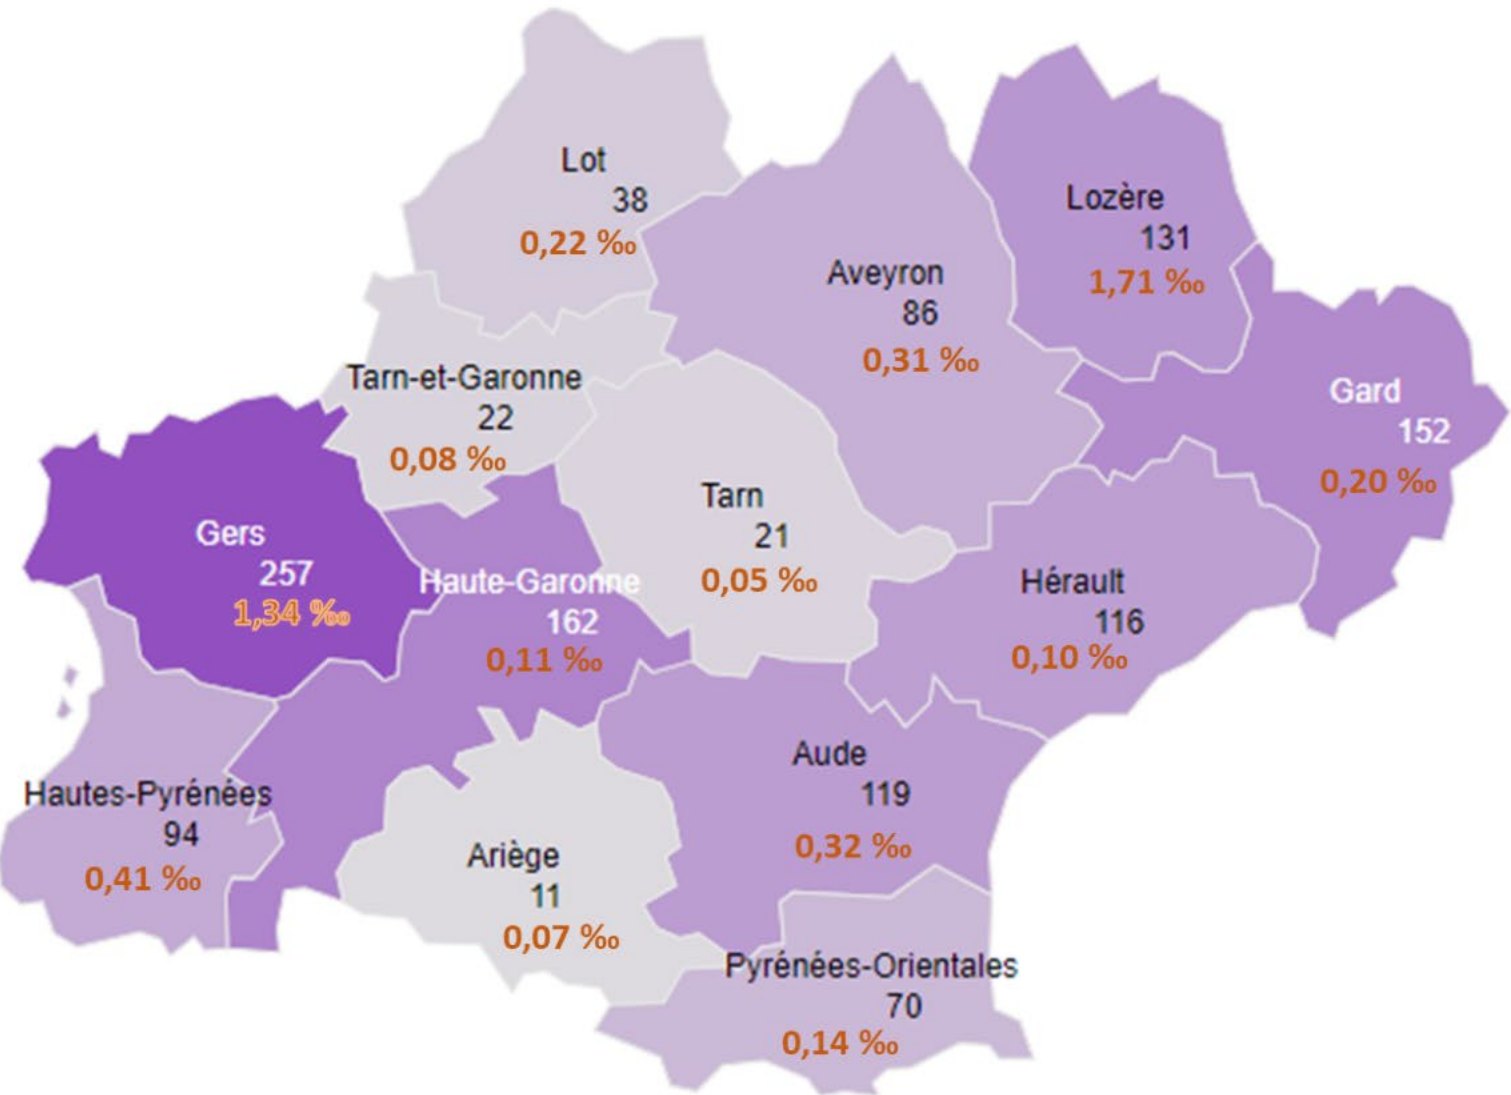 Lot
38
0,22 ‰
Lozère
131
1,71 ‰
Aveyron
86
0,31 ‰
Tarn-et-Garonne
22
0,08 ‰
Gard
152
0,20 ‰
Tarn
21
0,05 ‰
Gers
257
1,34 ‰
Haute-Garonne
162
0,11 ‰
Hérault
116
0,10 ‰
Aude
119
0,32 ‰
Hautes-Pyrénées
94
0,41 ‰
Ariège
11
0,07 ‰
Pyrénées-Orientales
70
0,14 ‰